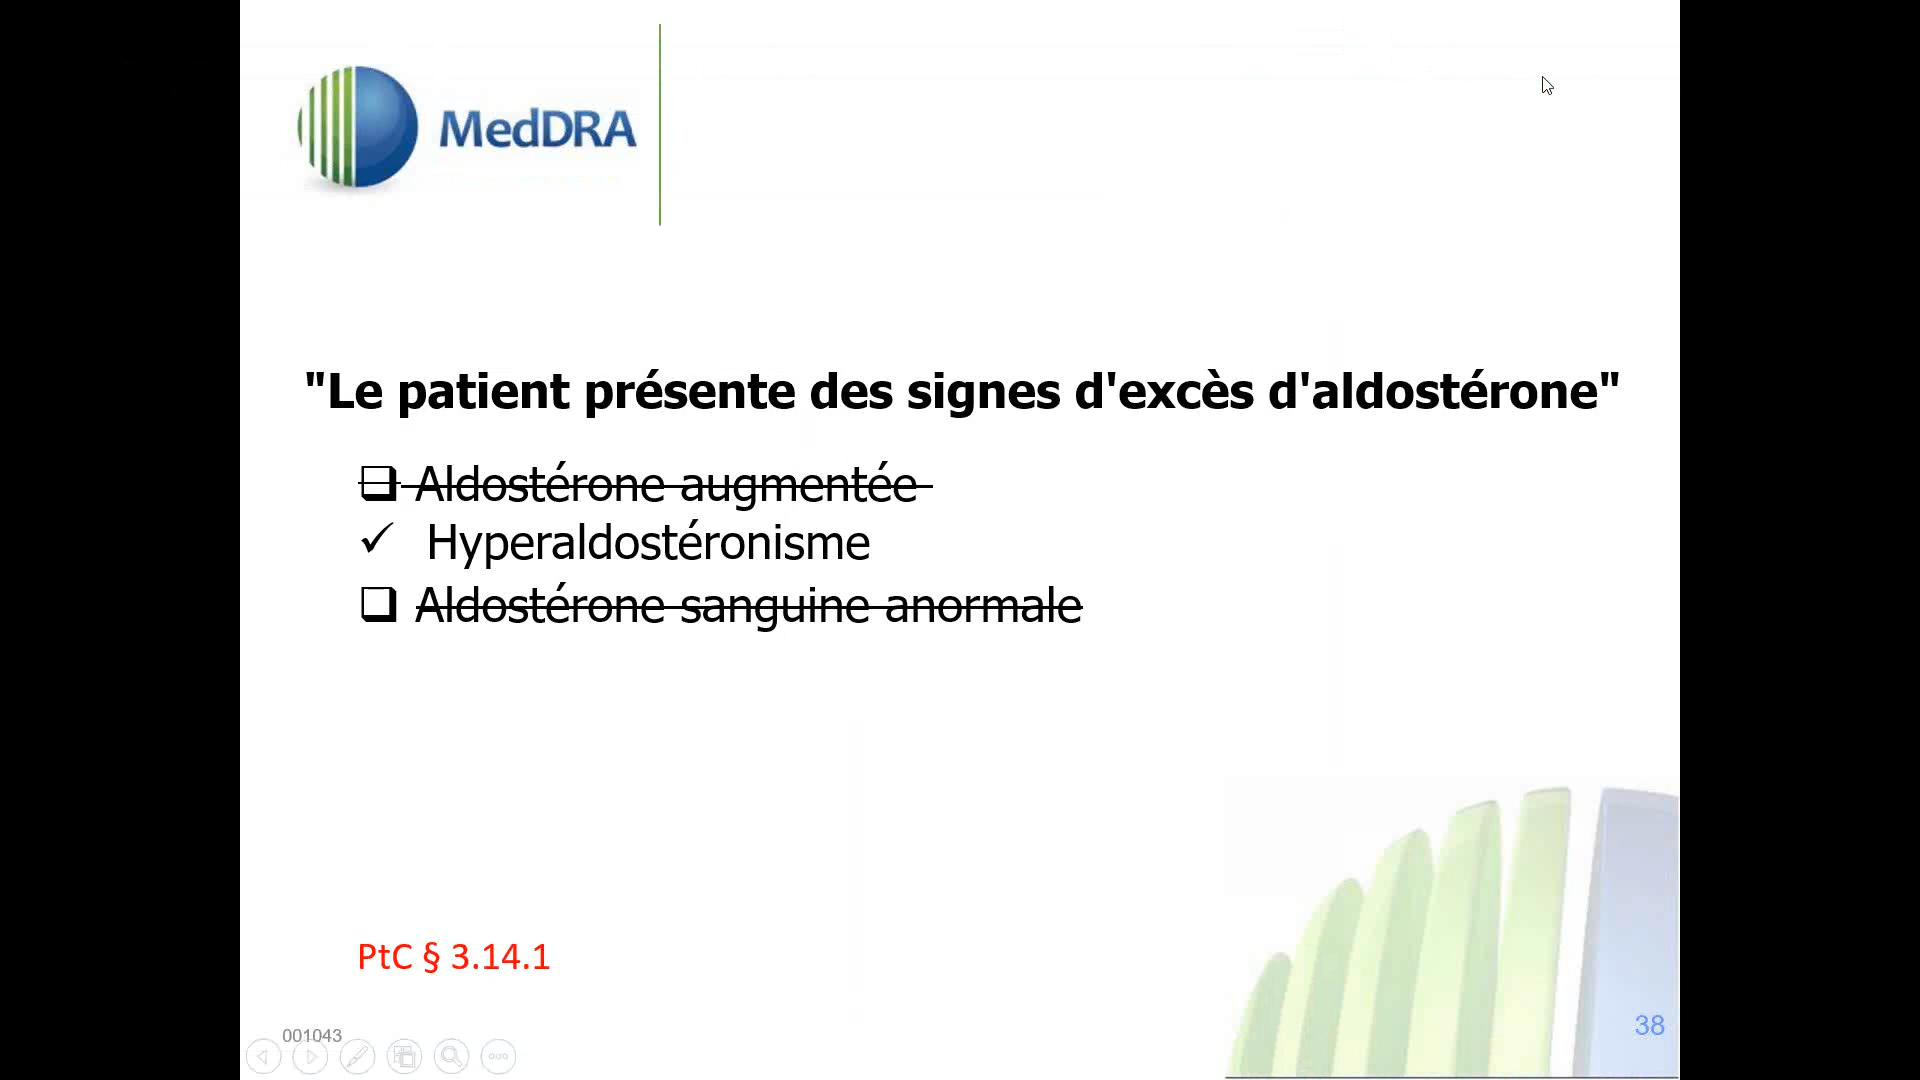 MedDRA
"Le patient présente des signes d'excès d'aldostérone"
Aldostérone augmentée
Hyperaldostéronisme
Aldostérone sanguine anormale
PtC § 3.14.1
001043
38